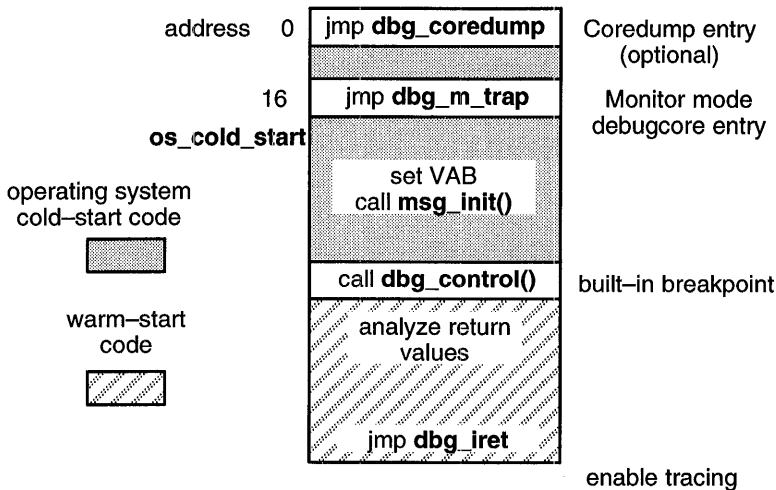 address 0 jmp dbg_coredump Coredump entry
(optional)
16 jmp dbg_m_trap Monitor mode
debugcore entry
os_cold_start
set VAB
call msg_init()
operating system
cold–start code
call dbg_control() built–in breakpoint
warm–start
code
analyze return
values
jmp dbg_iret
enable tracing